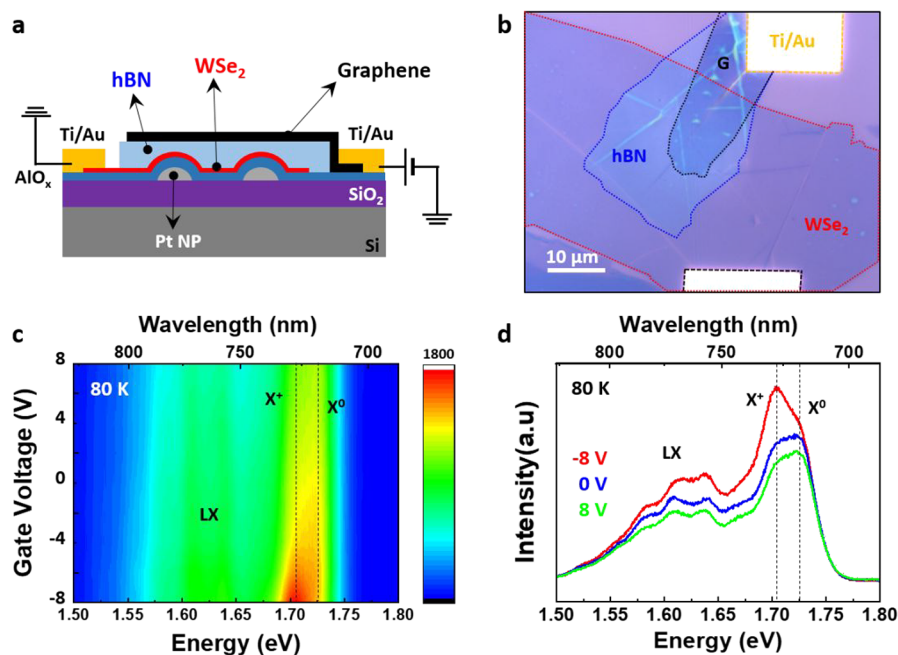 a
hBN
WSe₂
Graphene
Ti/Au
Ti/Au
AlOₓ
SiO₂
Pt NP
Si
b
Ti/Au
G
hBN
WSe₂
10 µm
c
Wavelength (nm)
800
750
700
8
4
0
-4
-8
Gate Voltage (V)
80 K
X⁺
X⁰
LX
1800
1.50
1.55
1.60
1.65
1.70
1.75
1.80
Energy (eV)
d
Wavelength (nm)
800
750
700
Intensity(a.u)
80 K
X⁺
X⁰
LX
-8 V
0 V
8 V
1.50
1.55
1.60
1.65
1.70
1.75
1.80
Energy (eV)